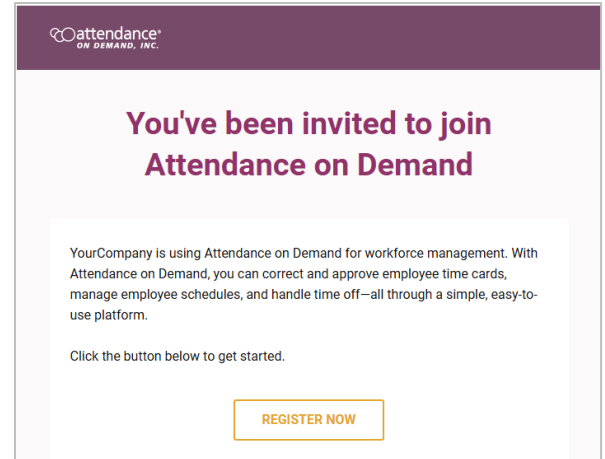 attendance®
ON DEMAND, INC.
You've been invited to join
Attendance on Demand
YourCompany is using Attendance on Demand for workforce management. With
Attendance on Demand, you can correct and approve employee time cards,
manage employee schedules, and handle time off—all through a simple, easy-to-
use platform.
Click the button below to get started.
REGISTER NOW